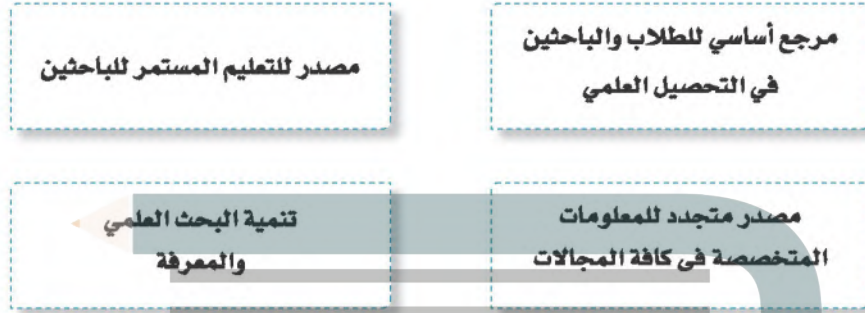 مرجع أساسي للطلاب والباحثين
في التحصيل العلمي
مصدر للتعليم المستمر للباحثين
مصدر متجدد للمعلومات
المتخصصة في كافة المجالات
تنمية البحث العلمي
والمعرفة